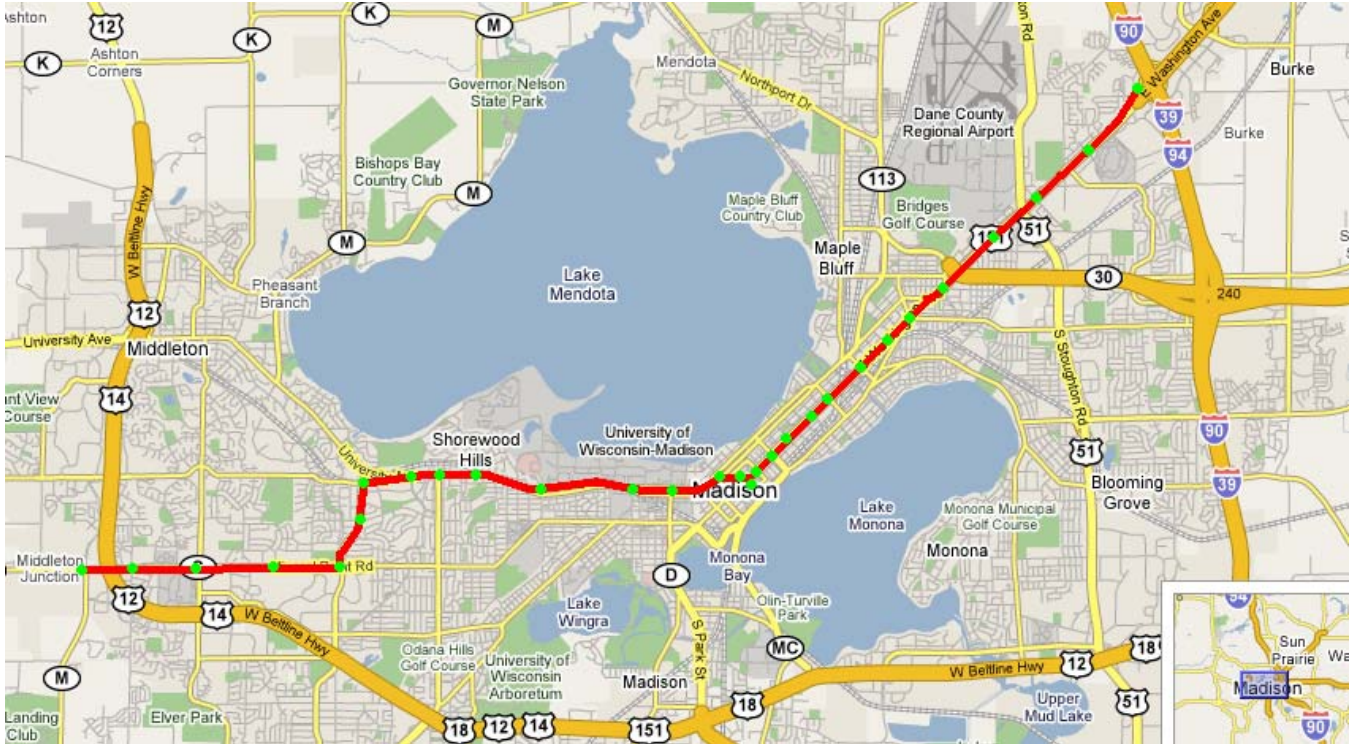 Ashton
12
K
K
K
M
Ashton
Corners
Governor Nelson
State Park
Mendota
Northport Dr
90
E Washington Ave
Burke
Burke
Dane County
Regional Airport
39
94
W Beltline Hwy
Bishops Bay
Country Club
M
M
Maple Bluff
Country Club
113
Bridges
Golf Course
51
Maple
Bluff
Lake
Mendota
Pheasant
Branch
30
240
12
University Ave
Middleton
14
S Stoughton Rd
Course
Shorewood
Hills
University of
Wisconsin-Madison
51
90
39
Madison
Blooming
Grove
Lake
Monona
Monona Municipal
Golf Course
Monona
Middleton
Junction
Rd
12
14
W Beltline Hwy
D
Monona
Bay
Lake
Wingra
Olin-Turville
Park
S Park St
MC
M
Odana Hills
Golf Course
University of
Wisconsin
Arboretum
Madison
W Beltline Hwy
12
18
Elver Park
Landing
Club
18
12
14
151
18
Upper
Mud Lake
51
94
Sun
Prairie
Madison
90